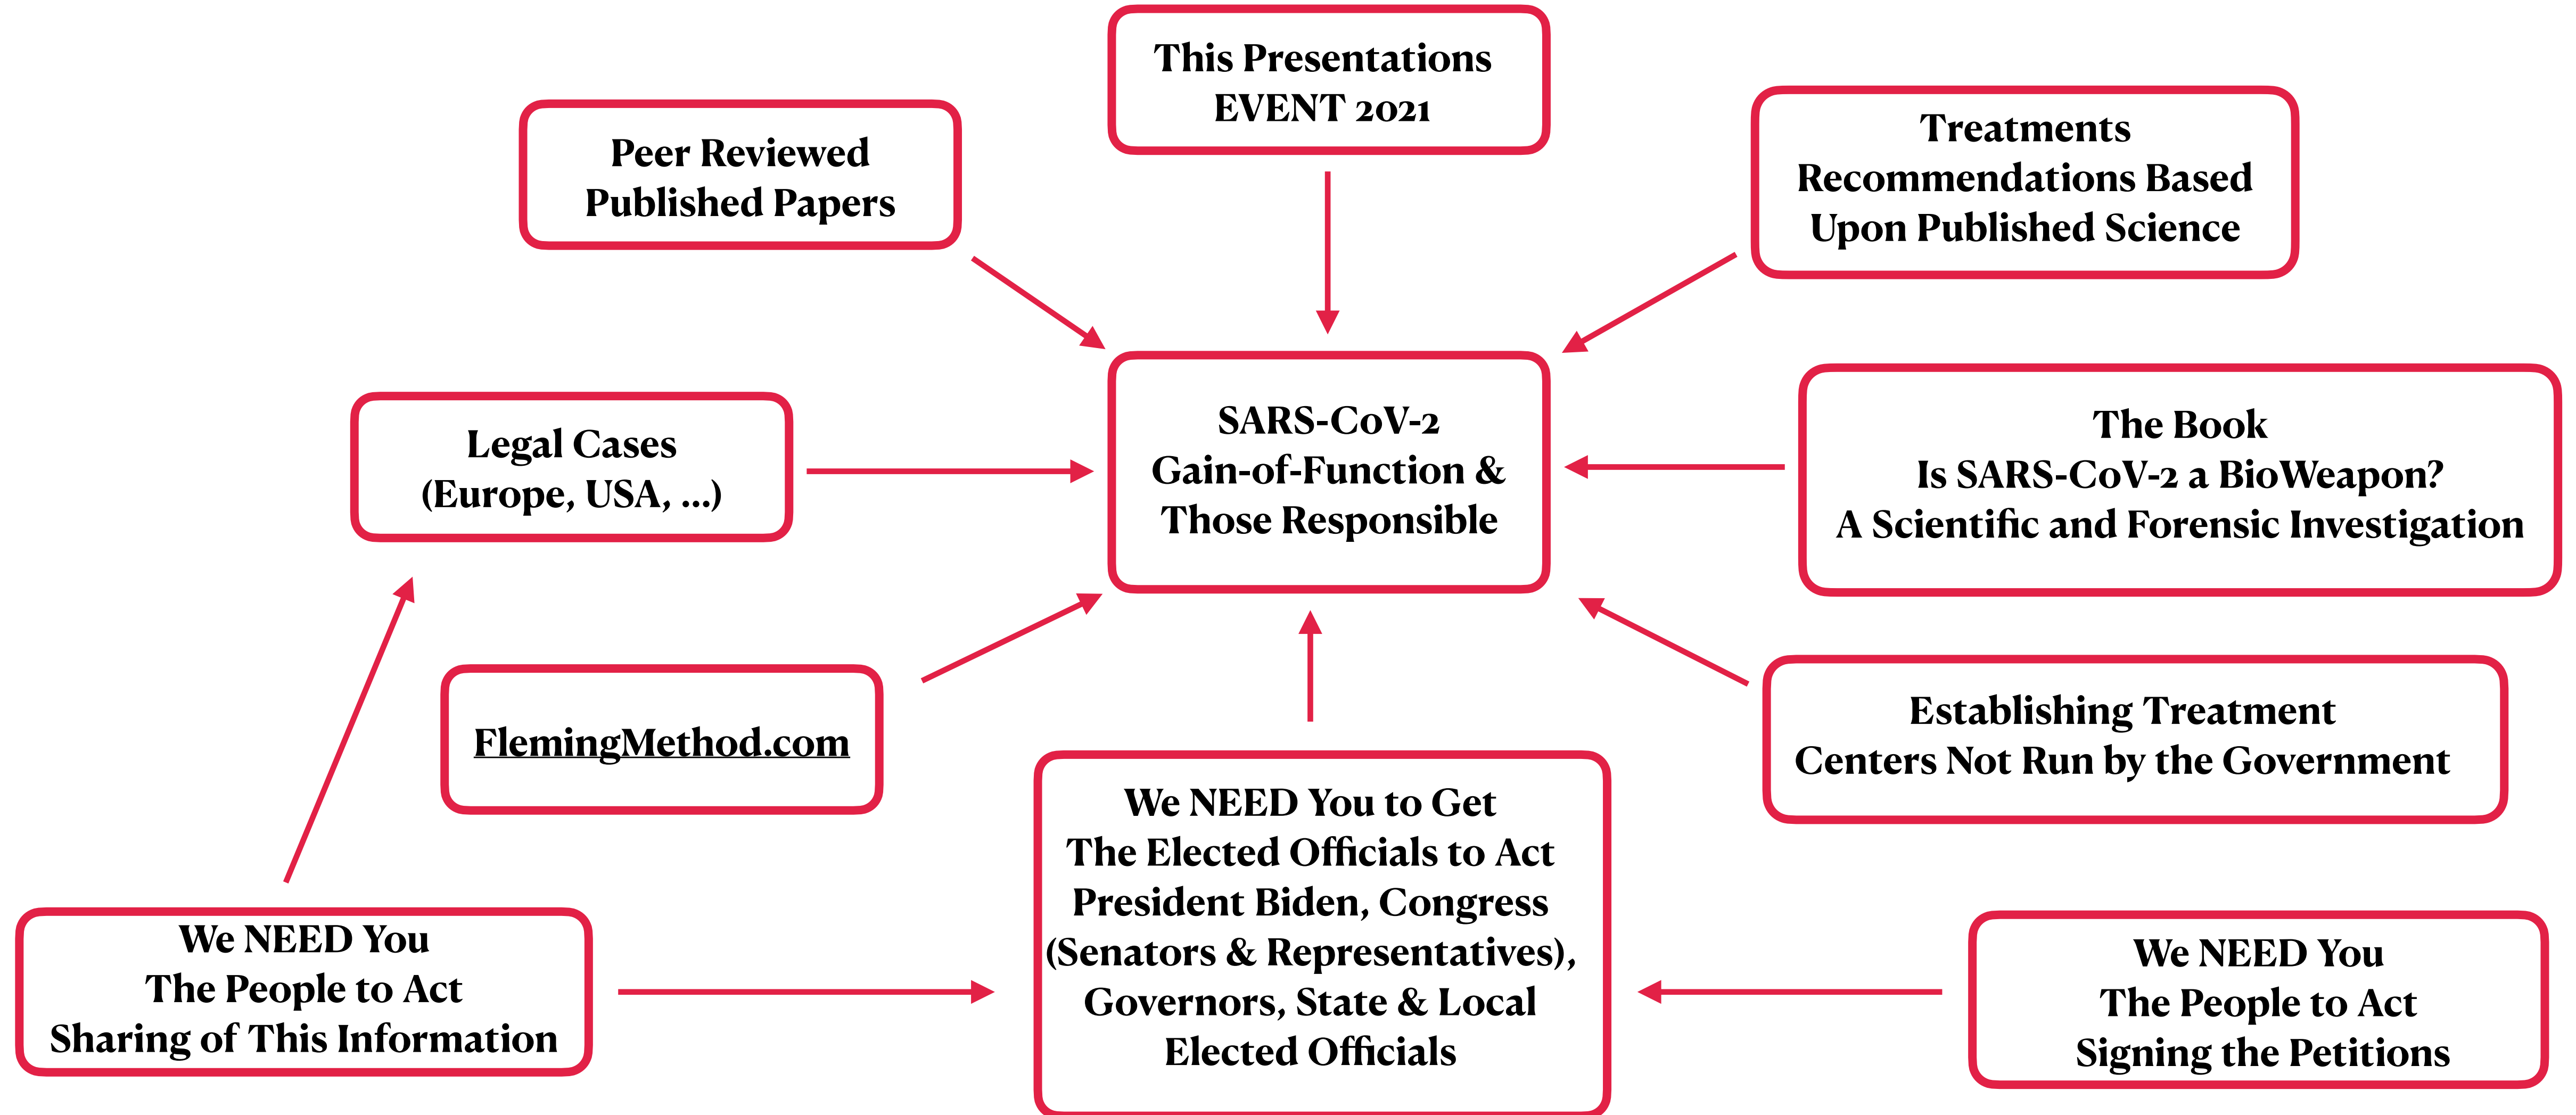 This Presentations
EVENT 2021
Peer Reviewed
Published Papers
Treatments
Recommendations Based
Upon Published Science
Legal Cases
(Europe, USA, ...)
SARS-CoV-2
Gain-of-Function &
Those Responsible
The Book
Is SARS-CoV-2 a BioWeapon?
A Scientific and Forensic Investigation
FlemingMethod.com
Establishing Treatment
Centers Not Run by the Government
We NEED You to Get
The Elected Officials to Act
President Biden, Congress
(Senators & Representatives),
Governors, State & Local
Elected Officials
We NEED You
The People to Act
Sharing of This Information
We NEED You
The People to Act
Signing the Petitions